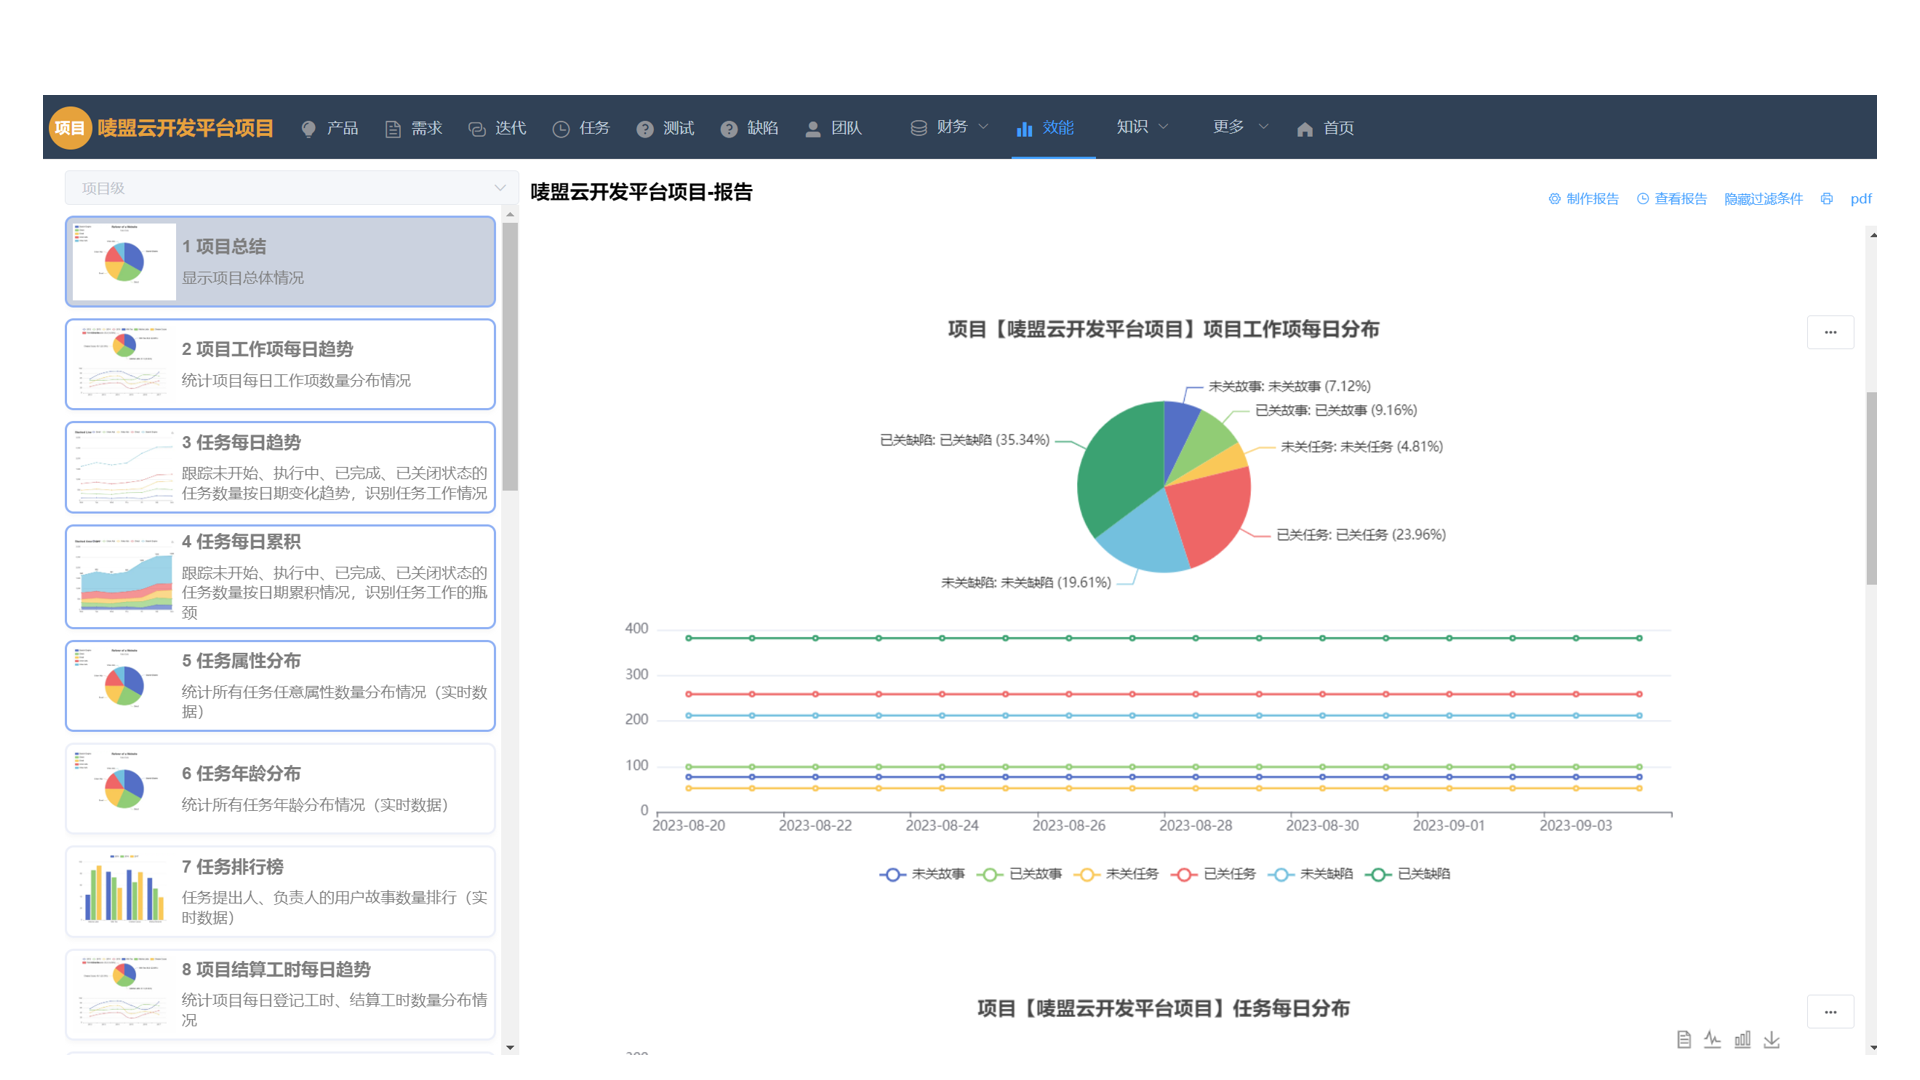 项目 唛盟云开发平台项目 产品 需求 迭代 任务 测试 缺陷 团队 财务 效能 知识 更多 首页
项目级
唛盟云开发平台项目-报告
制作报告 查看报告 隐藏过滤条件 pdf
1 项目总结
显示项目总体情况
2 项目工作项每日趋势
统计项目每日工作项数量分布情况
3 任务每日趋势
跟踪未开始、执行中、已完成、已关闭状态的
任务数量按日期变化趋势，识别任务工作情况
4 任务每日累积
跟踪未开始、执行中、已完成、已关闭状态的
任务数量按日期累积情况，识别任务工作的瓶
颈
5 任务属性分布
统计所有任务任意属性数量分布情况（实时数
据）
6 任务年龄分布
统计所有任务年龄分布情况（实时数据）
7 任务排行榜
任务提出人、负责人的用户故事数量排行（实
时数据）
8 项目结算工时每日趋势
统计项目每日登记工时、结算工时数量分布情
况
项目【唛盟云开发平台项目】项目工作项每日分布
未关故事: 未关故事 (7.12%)
已关故事: 已关故事 (9.16%)
已关缺陷: 已关缺陷 (35.34%)
未关任务: 未关任务 (4.81%)
已关任务: 已关任务 (23.96%)
未关缺陷: 未关缺陷 (19.61%)
400
300
200
100
0
2023-08-20 2023-08-22 2023-08-24 2023-08-26 2023-08-28 2023-08-30 2023-09-01 2023-09-03
未关故事 已关故事 未关任务 已关任务 未关缺陷 已关缺陷
项目【唛盟云开发平台项目】任务每日分布